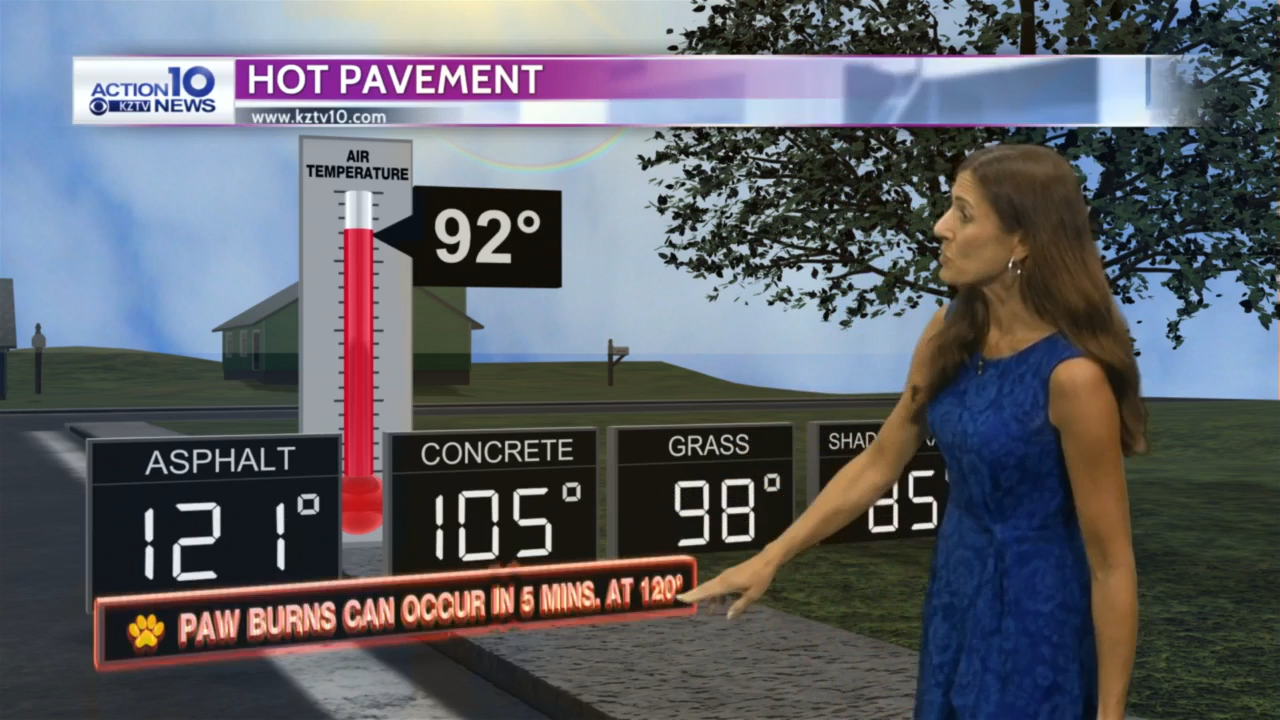 ACTION 10
KZTV NEWS
HOT PAVEMENT
www.kztv10.com
AIR
TEMPERATURE
92°
ASPHALT
121°
CONCRETE
105°
GRASS
98°
85°
PAW BURNS CAN OCCUR IN 5 MINS. AT 120°